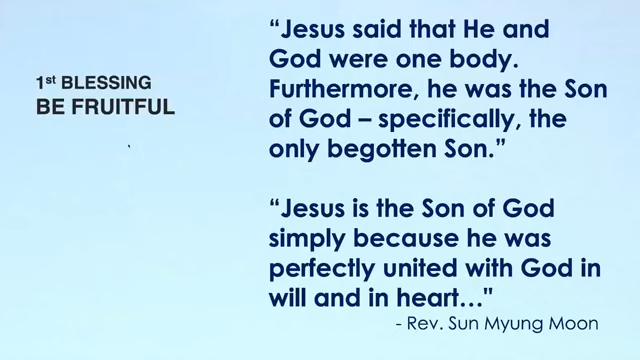 1st BLESSING
BE FRUITFUL
“Jesus said that He and
God were one body.
Furthermore, he was the Son
of God – specifically, the
only begotten Son.”
“Jesus is the Son of God
simply because he was
perfectly united with God in
will and in heart…"
- Rev. Sun Myung Moon